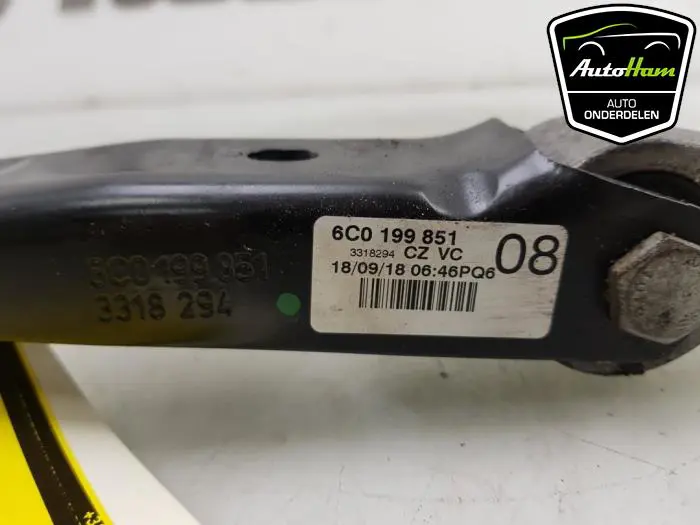 AutoHam
AUTO
ONDERDELEN
6C0 199 851
3318294 CZ VC
18/09/18 06:46PQ6
08
6C0 199 851
3318 294